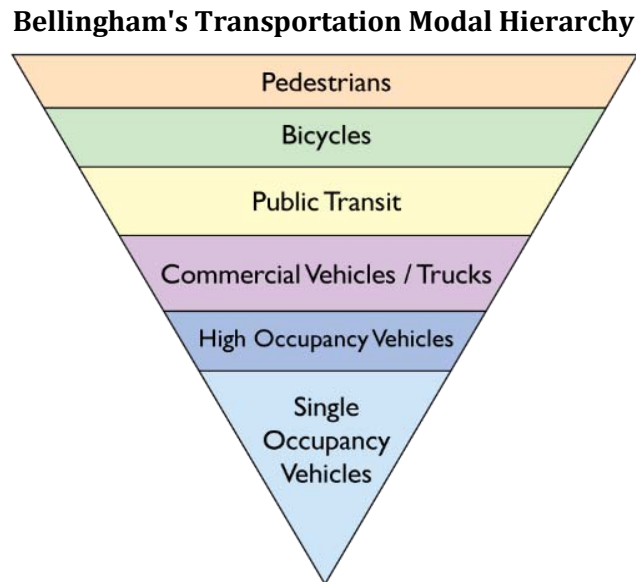 Bellingham's Transportation Modal Hierarchy
Pedestrians
Bicycles
Public Transit
Commercial Vehicles / Trucks
High Occupancy Vehicles
Single
Occupancy
Vehicles